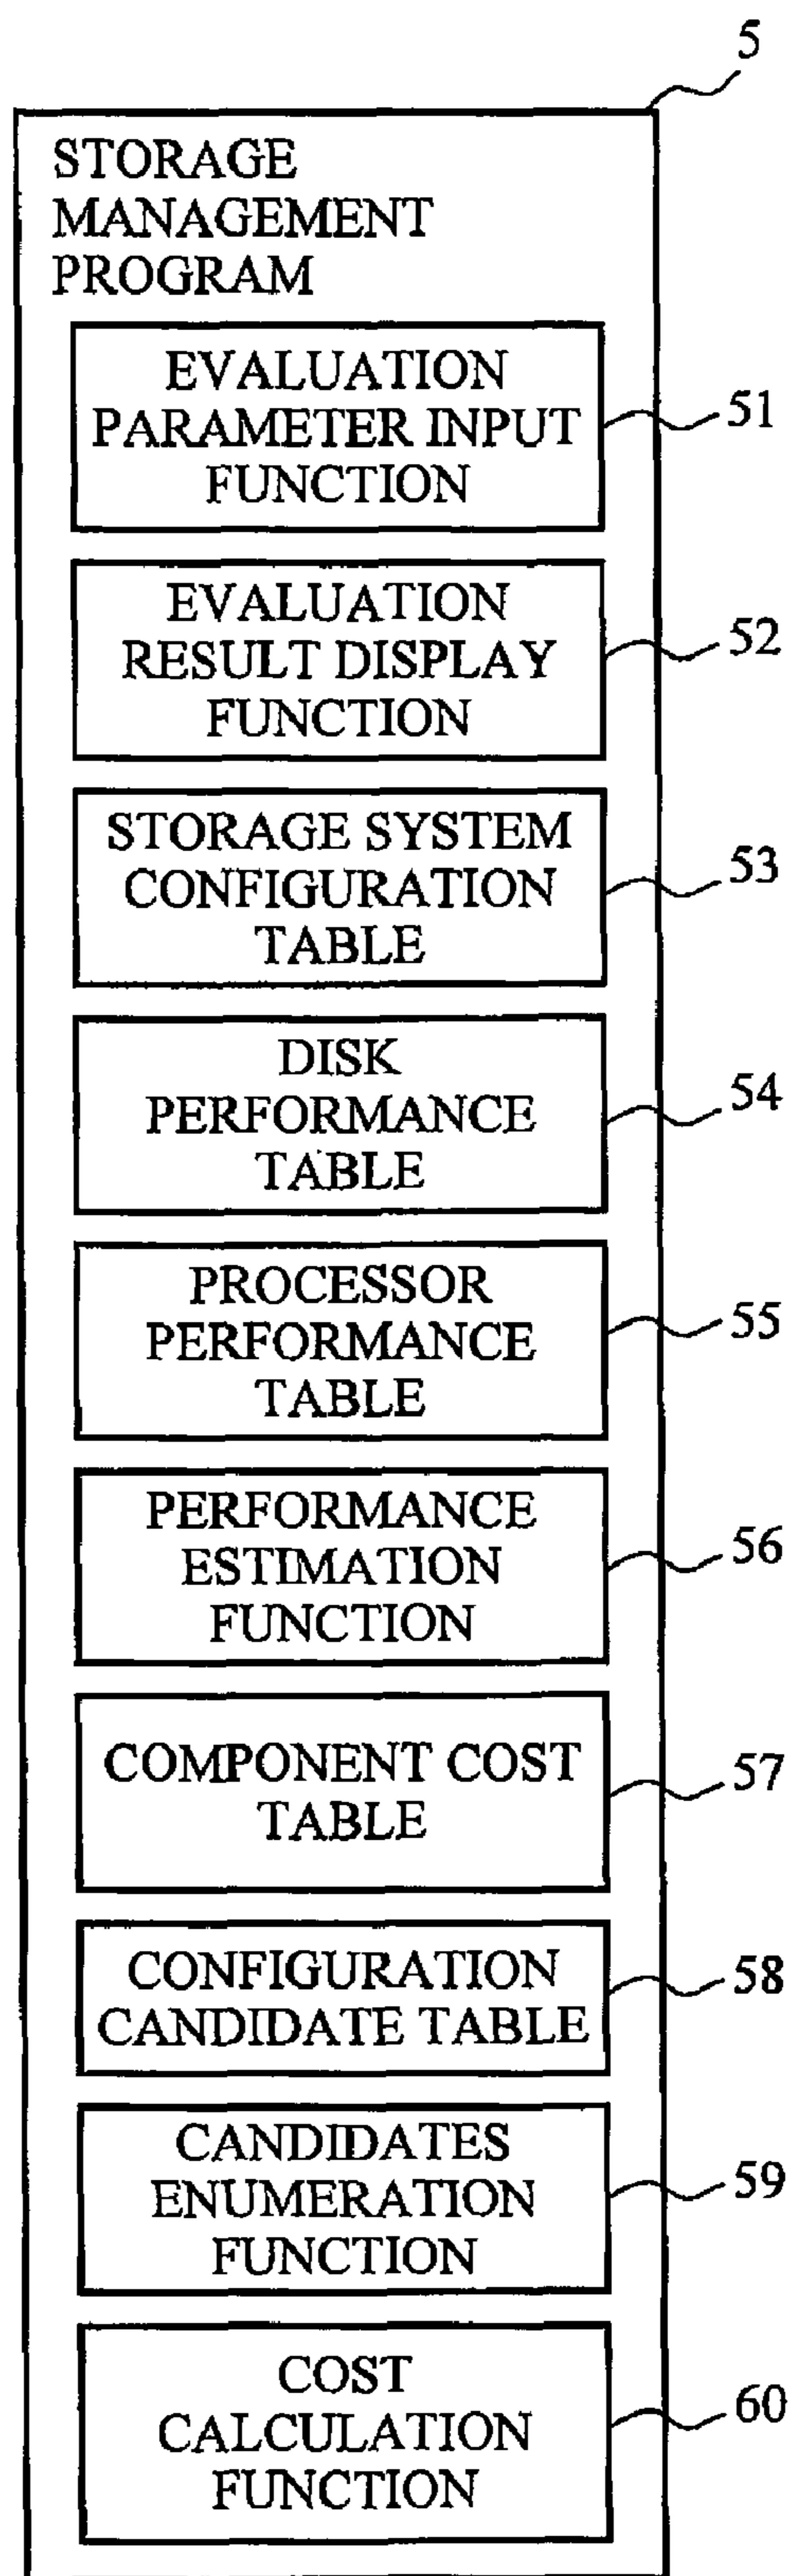 5
STORAGE
MANAGEMENT
PROGRAM
EVALUATION
PARAMETER INPUT
FUNCTION
51
EVALUATION
RESULT DISPLAY
FUNCTION
52
STORAGE SYSTEM
CONFIGURATION
TABLE
53
DISK
PERFORMANCE
TABLE
54
PROCESSOR
PERFORMANCE
TABLE
55
PERFORMANCE
ESTIMATION
FUNCTION
56
COMPONENT COST
TABLE
57
CONFIGURATION
CANDIDATE TABLE
58
CANDIDATES
ENUMERATION
FUNCTION
59
COST
CALCULATION
FUNCTION
60